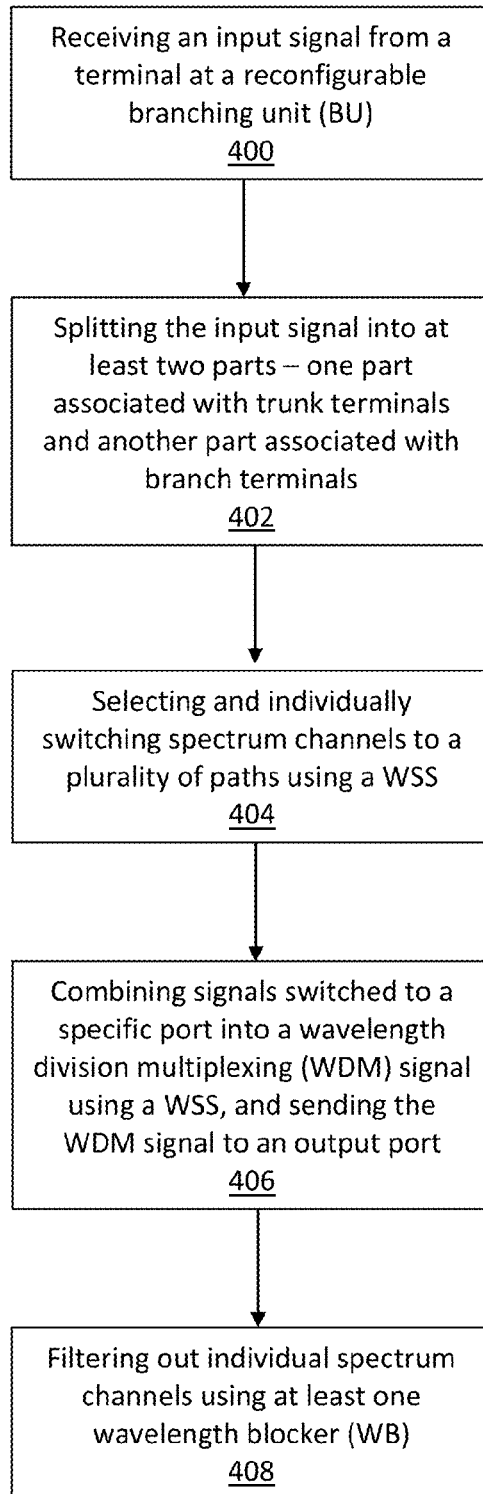 Receiving an input signal from a
terminal at a reconfigurable
branching unit (BU)
400
Splitting the input signal into at
least two parts – one part
associated with trunk terminals
and another part associated with
branch terminals
402
Selecting and individually
switching spectrum channels to a
plurality of paths using a WSS
404
Combining signals switched to a
specific port into a wavelength
division multiplexing (WDM) signal
using a WSS, and sending the
WDM signal to an output port
406
Filtering out individual spectrum
channels using at least one
wavelength blocker (WB)
408